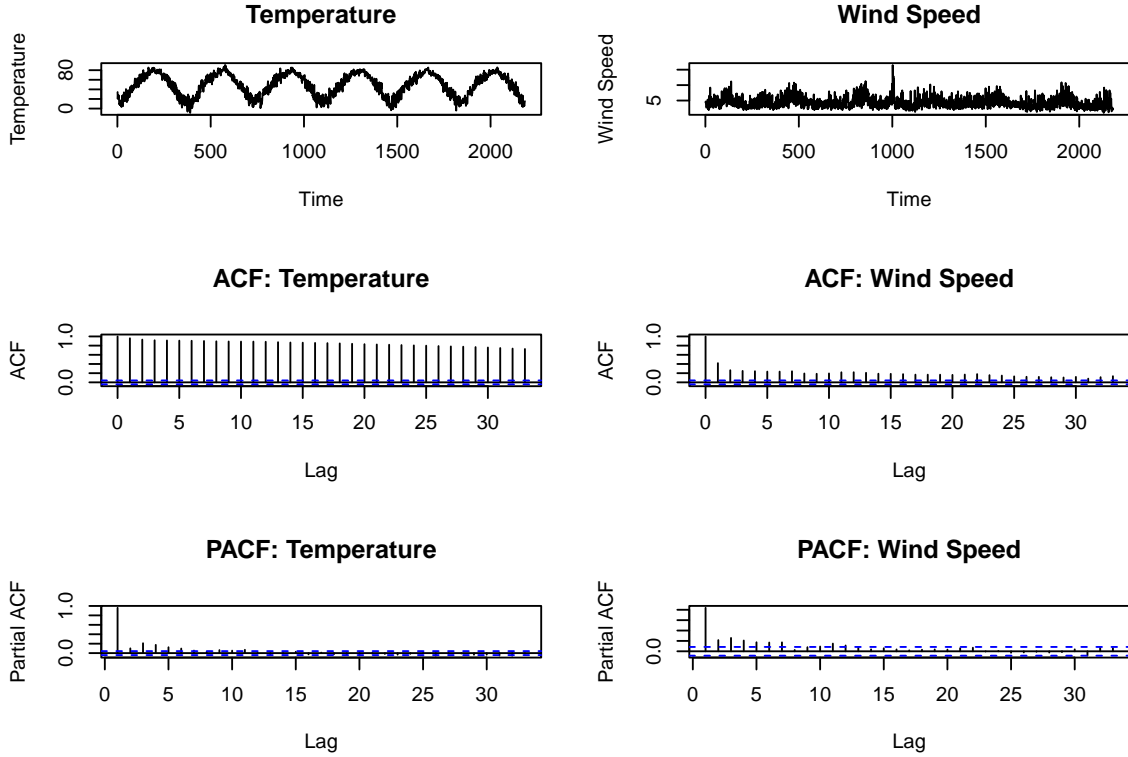 Temperature
Temperature
80
0
0 500 1000 1500 2000
Time
Wind Speed
Wind Speed
5
0 500 1000 1500 2000
Time
ACF: Temperature
ACF
1.0
0.0
0 5 10 15 20 25 30
Lag
ACF: Wind Speed
ACF
1.0
0.0
0 5 10 15 20 25 30
Lag
PACF: Temperature
Partial ACF
1.0
0.0
0 5 10 15 20 25 30
Lag
PACF: Wind Speed
Partial ACF
0.0
0 5 10 15 20 25 30
Lag